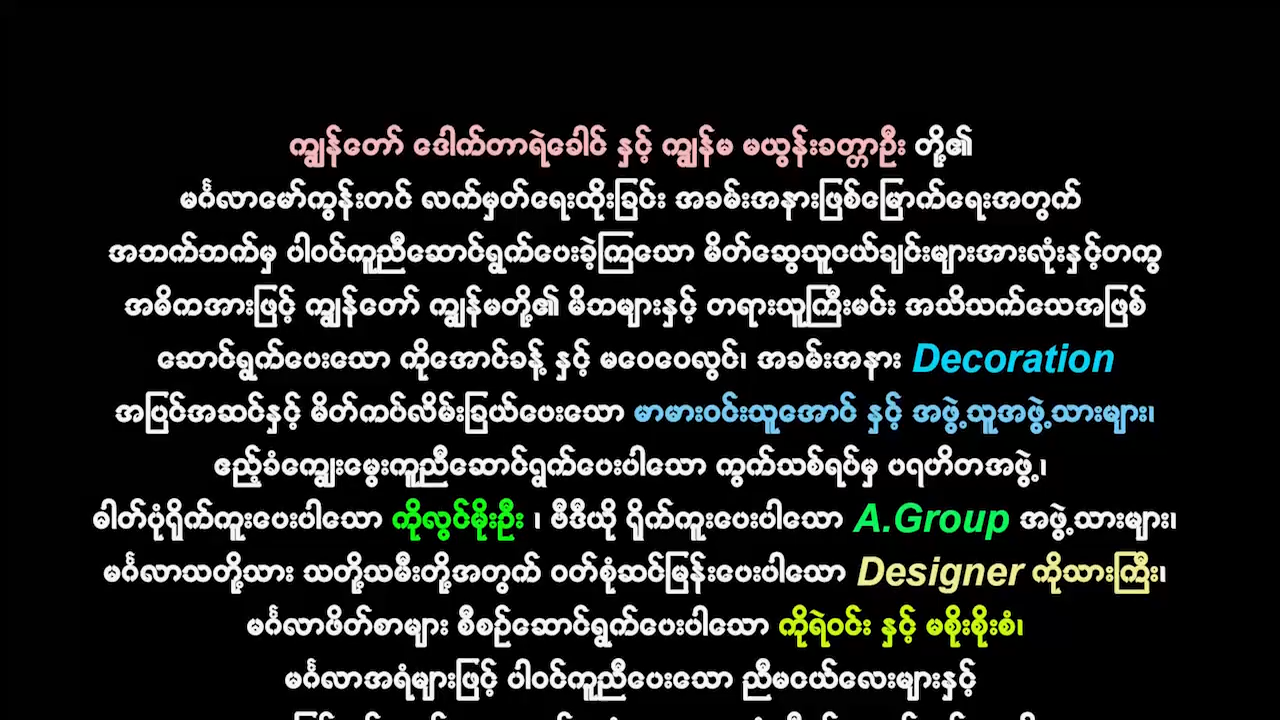 ကျွန်တော် ဒေါက်တာရဲခေါင် နှင့် ကျွန်မ မယွန်းခတ္တာဦး တို့၏
မင်္ဂလာမော်ကွန်းတင် လက်မှတ်ရေးထိုးခြင်း အခမ်းအနားဖြစ်မြောက်ရေးအတွက်
အဘက်ဘက်မှ ပါဝင်ကူညီဆောင်ရွက်ပေးခဲ့ကြသော မိတ်ဆွေသူငယ်ချင်းများအားလုံးနှင့်တကွ
အဓိကအားဖြင့် ကျွန်တော် ကျွန်မတို့၏ မိဘများနှင့် တရားသူကြီးမင်း အသိသက်သေအဖြစ်
ဆောင်ရွက်ပေးသော ကိုအောင်ခန့် နှင့် မဝေဝေလွင်၊ အခမ်းအနား Decoration
အပြင်အဆင်နှင့် မိတ်ကပ်လိမ်းခြယ်ပေးသော မာမားဝင်းသူအောင် နှင့် အဖွဲ့သူအဖွဲ့သားများ၊
ဧည့်ခံကျွေးမွေးကူညီဆောင်ရွက်ပေးပါသော ကွက်သစ်ရပ်မှ ပရဟိတအဖွဲ့၊
ဓါတ်ပုံရိုက်ကူးပေးပါသော ကိုလွင်မိုးဦး ၊ ဗီဒီယို ရိုက်ကူးပေးပါသော A.Group အဖွဲ့သားများ၊
မင်္ဂလာသတို့သား သတို့သမီးတို့အတွက် ဝတ်စုံဆင်မြန်းပေးပါသော Designer ကိုသားကြီး၊
မင်္ဂလာဖိတ်စာများ စီစဉ်ဆောင်ရွက်ပေးပါသော ကိုရဲဝင်း နှင့် မစိုးစိုးစံ၊
မင်္ဂလာအရံများဖြင့် ပါဝင်ကူညီပေးသော ညီမငယ်လေးများနှင့်